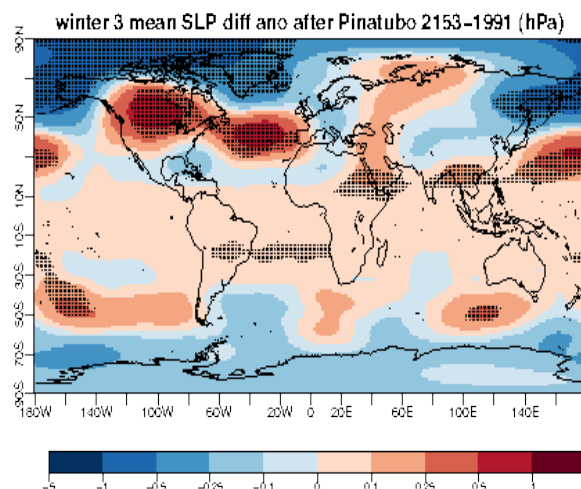 winter 3 mean SLP diff ano after Pinatubo 2153-1991 (hPa)
90N
50N
10N
10S
30S
50S
70S
90S
180W 140W 100W 60W 20W 0 20E 60E 100E 140E
-5 -1 -0.5 -0.25 -0.1 0 0.1 0.25 0.5 1